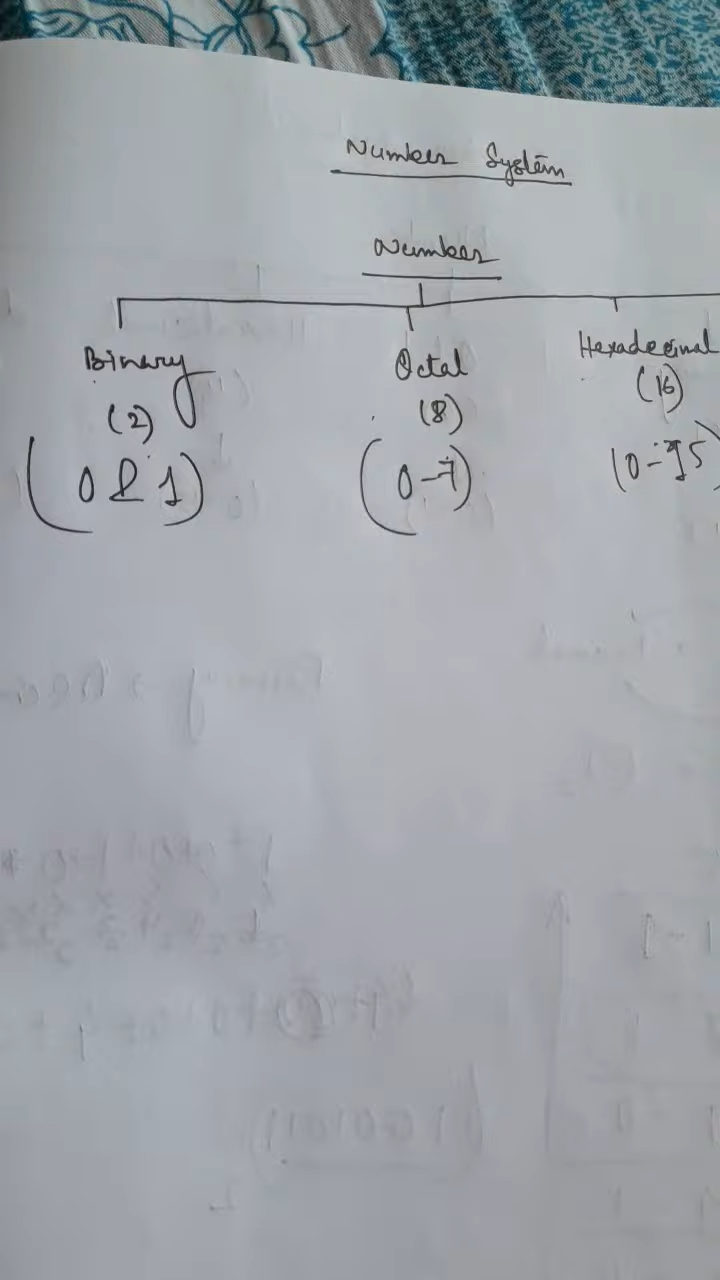 Number System
Number
Binary Octal Hexadecimal
(2) (8) (16)
(0 & 1) (0-7) (0-15)